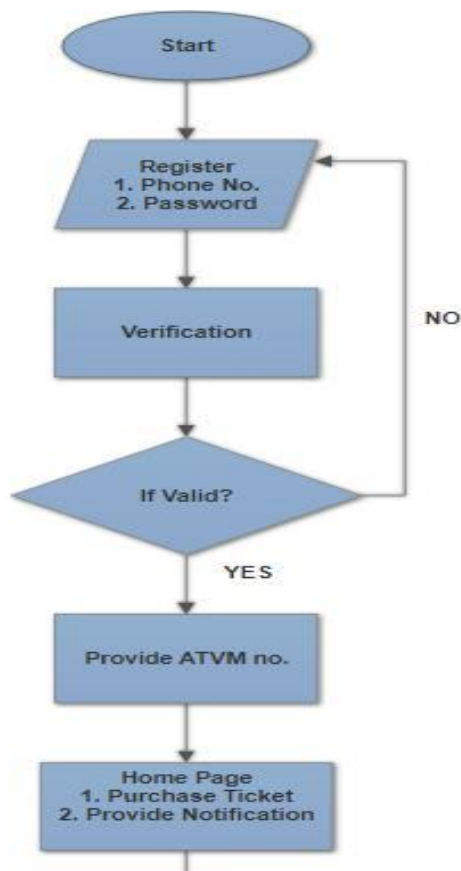 Start
Register
1. Phone No.
2. Password
Verification
NO
If Valid?
YES
Provide ATVM no.
Home Page
1. Purchase Ticket
2. Provide Notification